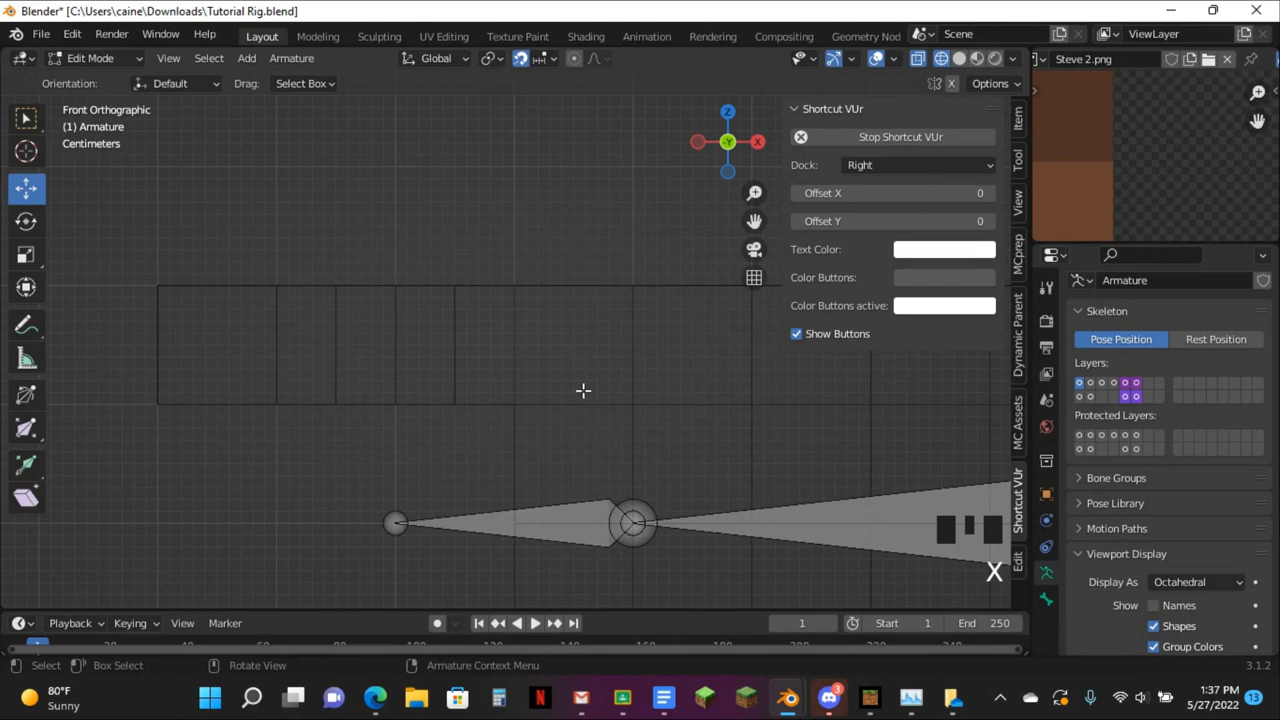 Blender* [C:\Users\caine\Downloads\Tutorial Rig.blend]
File Edit Render Window Help Layout Modeling Sculpting UV Editing Texture Paint Shading Animation Rendering Compositing Geometry Nod Scene ViewLayer
Edit Mode View Select Add Armature Global Steve 2.png
Orientation: Default Drag: Select Box X Options
Front Orthographic
(1) Armature
Centimeters
Z
X
-Y
Shortcut VUr
Stop Shortcut VUr
Dock: Right
Offset X 0
Offset Y 0
Text Color:
Color Buttons:
Color Buttons active:
Show Buttons
Item
Tool
View
MCprep
Dynamic Parent
MC Assets
Shortcut VUr
Edit
X
Armature
Skeleton
Pose Position Rest Position
Layers:
Protected Layers:
Bone Groups
Pose Library
Motion Paths
Viewport Display
Display As Octahedral
Show Names
Shapes
Group Colors
Playback Keying View Marker 1 Start 1 End 250
Select Box Select Rotate View Armature Context Menu 3.1.2
80°F
Sunny
3
1:37 PM
5/27/2022
13